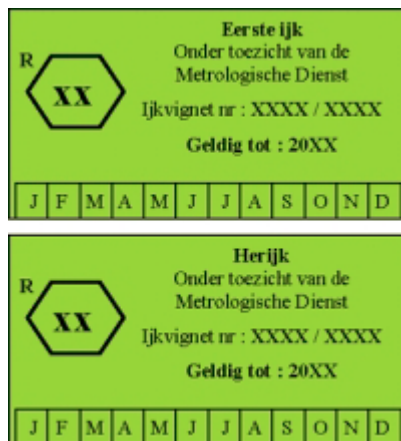 Eerste ijk
Onder toezicht van de
R
Metrologische Dienst
xx
Ijkvignet nr : XXXX / XXXX
Geldig tot : 20XX
J F M A M J J A S O N D
Herijk
Onder toezicht van de
R
Metrologische Dienst
xx
Ijkvignet nr : XXXX / XXXX
Geldig tot : 20XX
J F M A M J J A S O N D